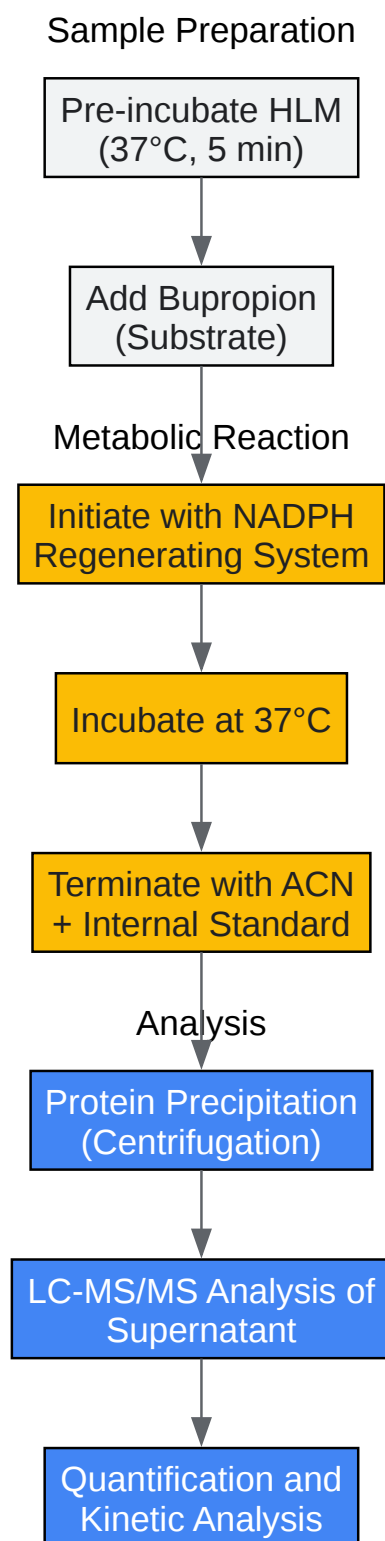 Sample Preparation
Pre-incubate HLM
(37°C, 5 min)
Add Bupropion
(Substrate)
Metabolic Reaction
Initiate with NADPH
Regenerating System
Incubate at 37°C
Terminate with ACN
+ Internal Standard
Analysis
Protein Precipitation
(Centrifugation)
LC-MS/MS Analysis of
Supernatant
Quantification and
Kinetic Analysis